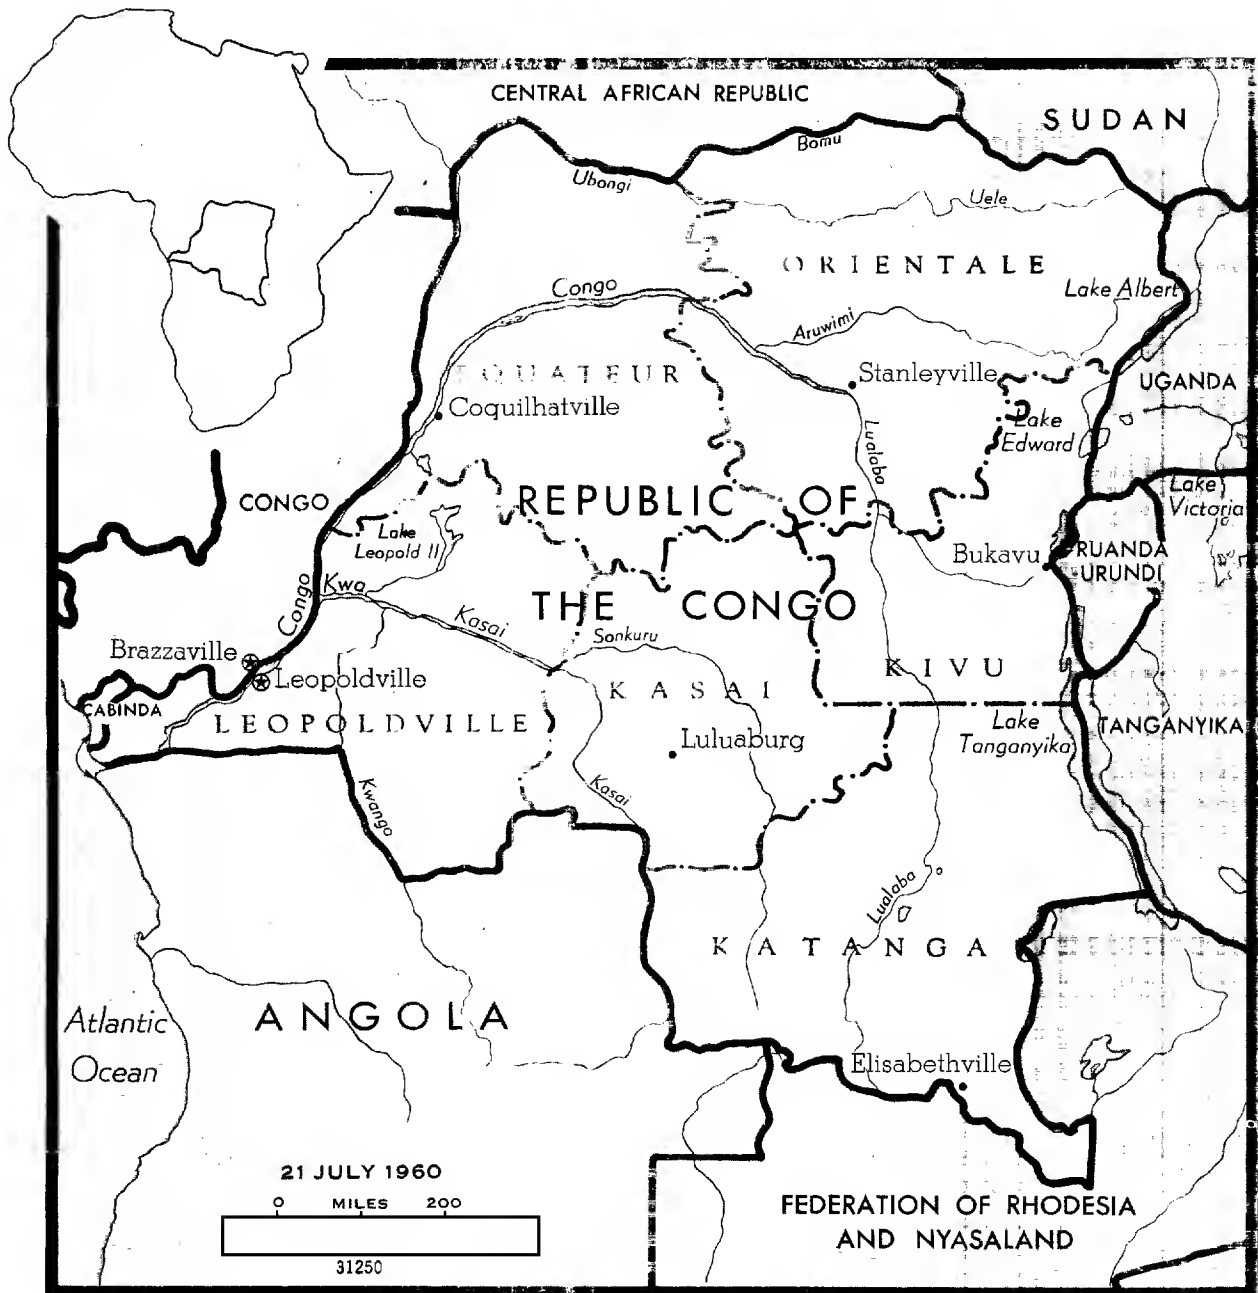 CENTRAL AFRICAN REPUBLIC
SUDAN
Bomu
Ubangi
Uele
ORIENTALE
Congo
Lake Albert
Aruwimi
EQUATEUR
Stanleyville
UGANDA
Coquilhatville
Lake
Edward
Lualaba
CONGO
REPUBLIC OF
Lake
Victoria
Lake
Leopold II
Bukavu
RUANDA
URUNDI
Congo
Kwa
THE CONGO
Kasai
Sonkuru
Brazzaville
Leopoldville
KASAI
KIVU
CABINDA
LEOPOLDVILLE
Luluaburg
Lake
Tanganyika
TANGANYIKA
Kwango
Kasai
Lualaba
KATANGA
ANGOLA
Atlantic
Ocean
Elisabethville
21 JULY 1960
0 MILES 200
FEDERATION OF RHODESIA
AND NYASALAND
31250